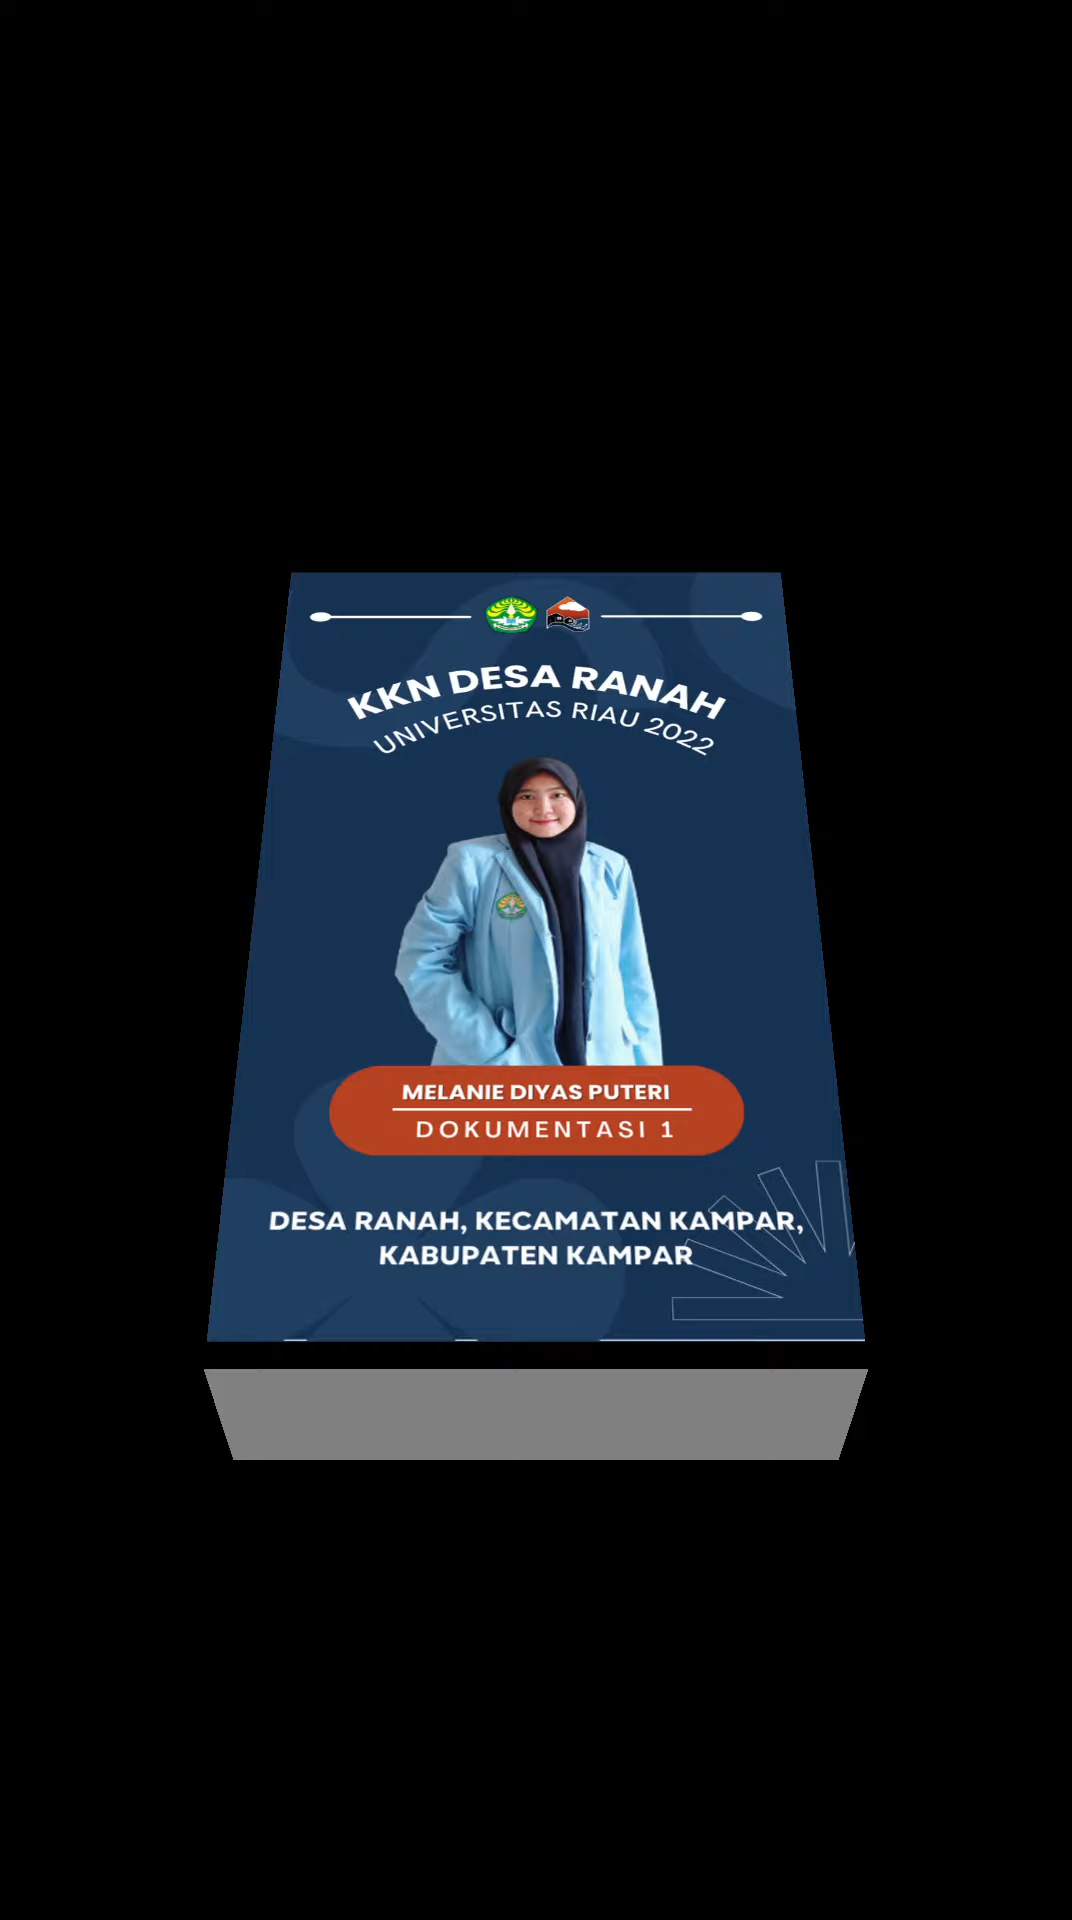 KKN DESA RANAH
UNIVERSITAS RIAU 2022
MELANIE DIYAS PUTERI
DOKUMENTASI 1
DESA RANAH, KECAMATAN KAMPAR,
KABUPATEN KAMPAR